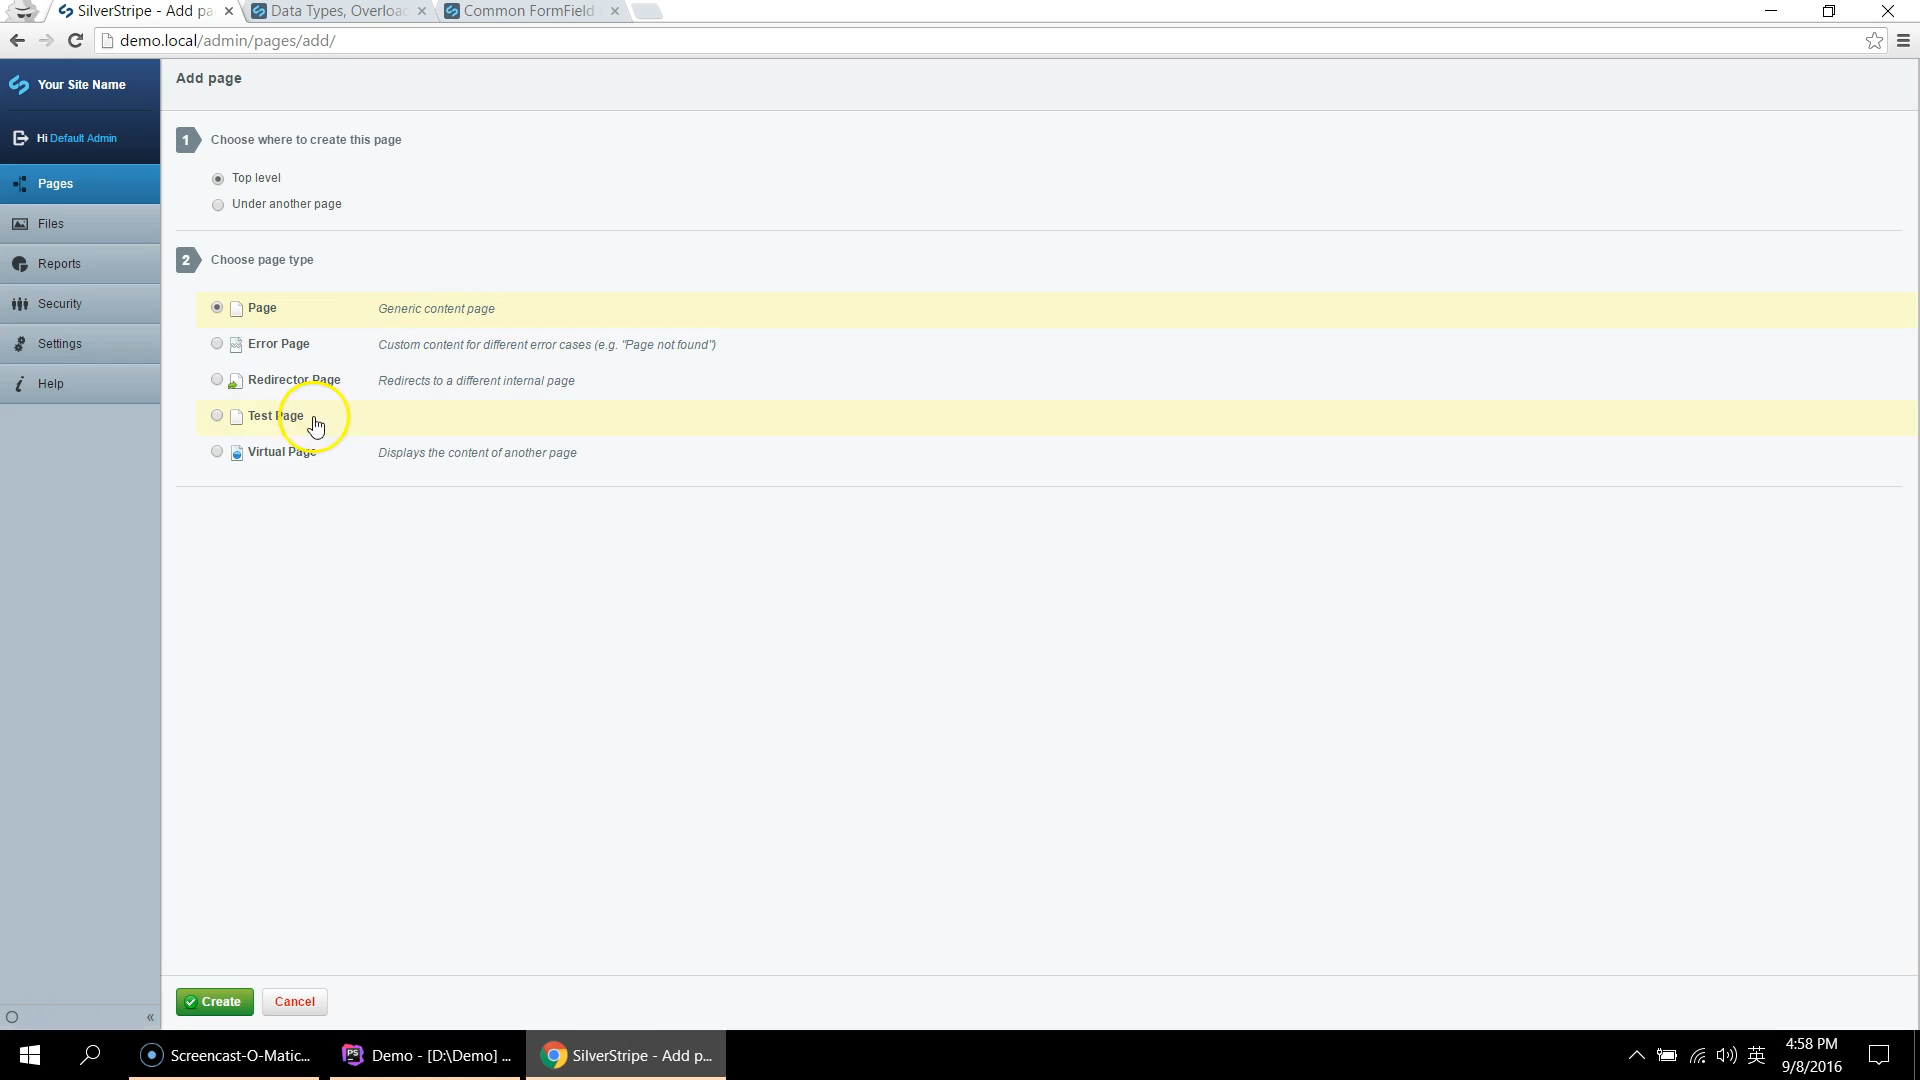 SilverStripe - Add pa
Data Types, Overloa
Common FormField
demo.local/admin/pages/add/
Your Site Name
Add page
Hi Default Admin
1 Choose where to create this page
Top level
Under another page
Pages
Files
Reports
Security
Settings
Help
2 Choose page type
Page Generic content page
Error Page Custom content for different error cases (e.g. "Page not found")
Redirector Page Redirects to a different internal page
Test Page
Virtual Page Displays the content of another page
Create Cancel
«
Screencast-O-Matic...
PS Demo - [D:\Demo] ...
SilverStripe - Add p...
英
4:58 PM
9/8/2016